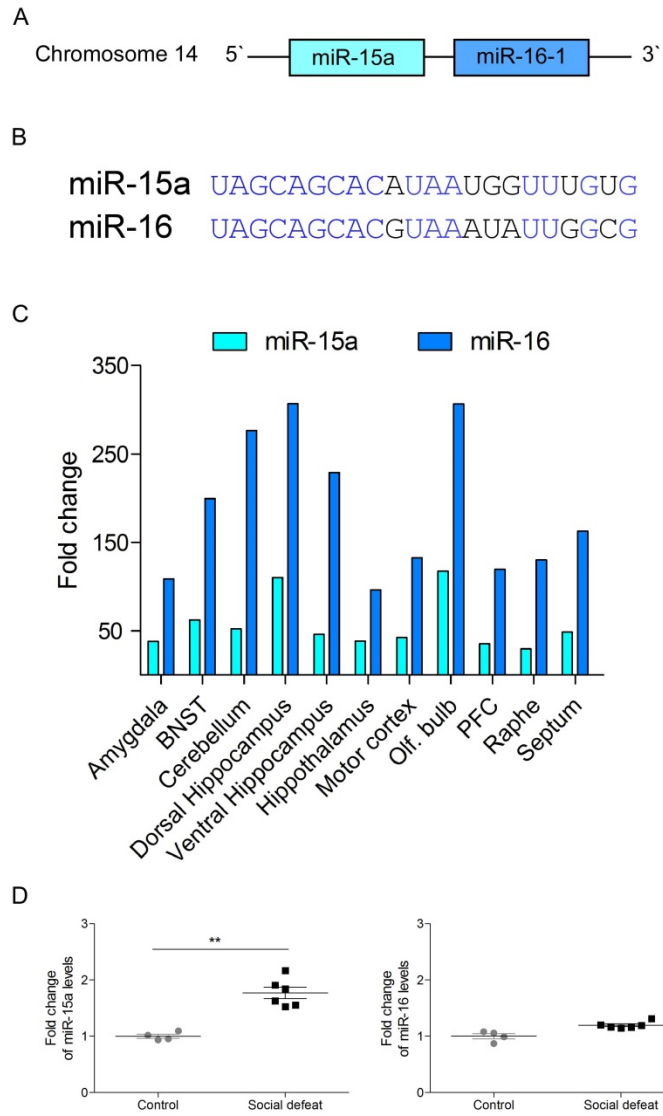 A
Chromosome 14 5` miR-15a miR-16-1 3`
B
miR-15a UAGCAGCACAUAAUGGUUUGUG
miR-16 UAGCAGCACGUAAAUAUUGGCG
C
miR-15a miR-16
Fold change
350
250
150
50
Amygdala
BNST
Cerebellum
Dorsal Hippocampus
Ventral Hippocampus
Hippothalamus
Motor cortex
Olf. bulb
PFC
Raphe
Septum
D
Fold change
of miR-15a levels
3
2
1
0
**
Control Social defeat
Fold change
of miR-16 levels
3
2
1
0
Control Social defeat